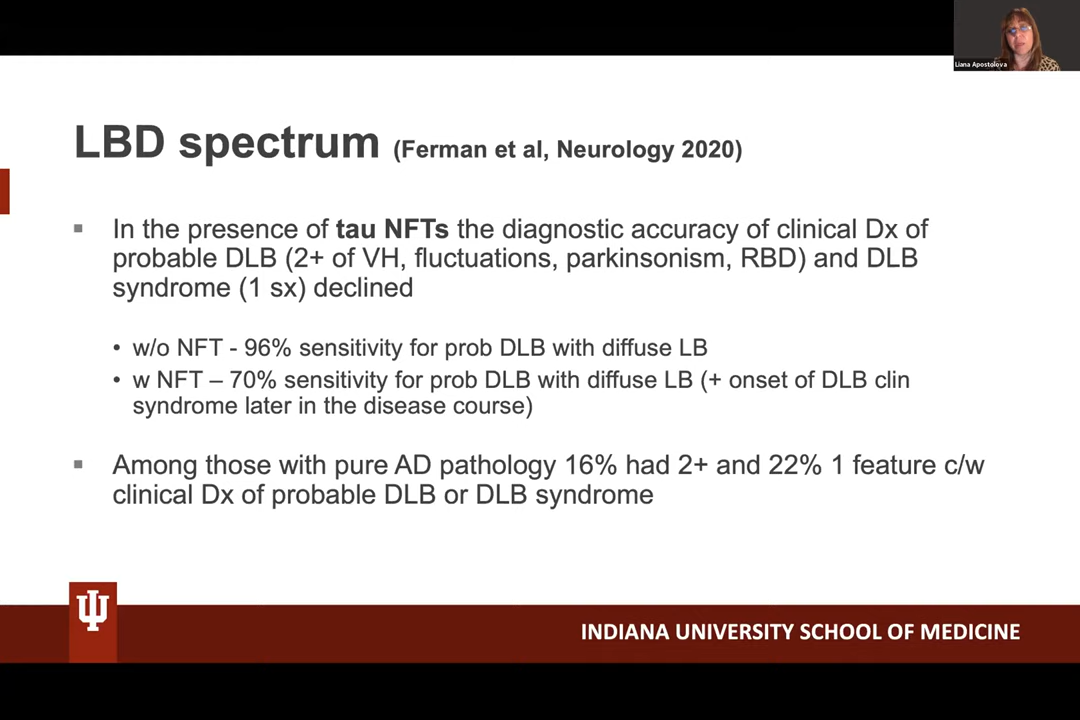 Liana Apostolova
LBD spectrum (Ferman et al, Neurology 2020)
▪ In the presence of tau NFTs the diagnostic accuracy of clinical Dx of
probable DLB (2+ of VH, fluctuations, parkinsonism, RBD) and DLB
syndrome (1 sx) declined
• w/o NFT - 96% sensitivity for prob DLB with diffuse LB
• w NFT – 70% sensitivity for prob DLB with diffuse LB (+ onset of DLB clin
syndrome later in the disease course)
▪ Among those with pure AD pathology 16% had 2+ and 22% 1 feature c/w
clinical Dx of probable DLB or DLB syndrome
INDIANA UNIVERSITY SCHOOL OF MEDICINE